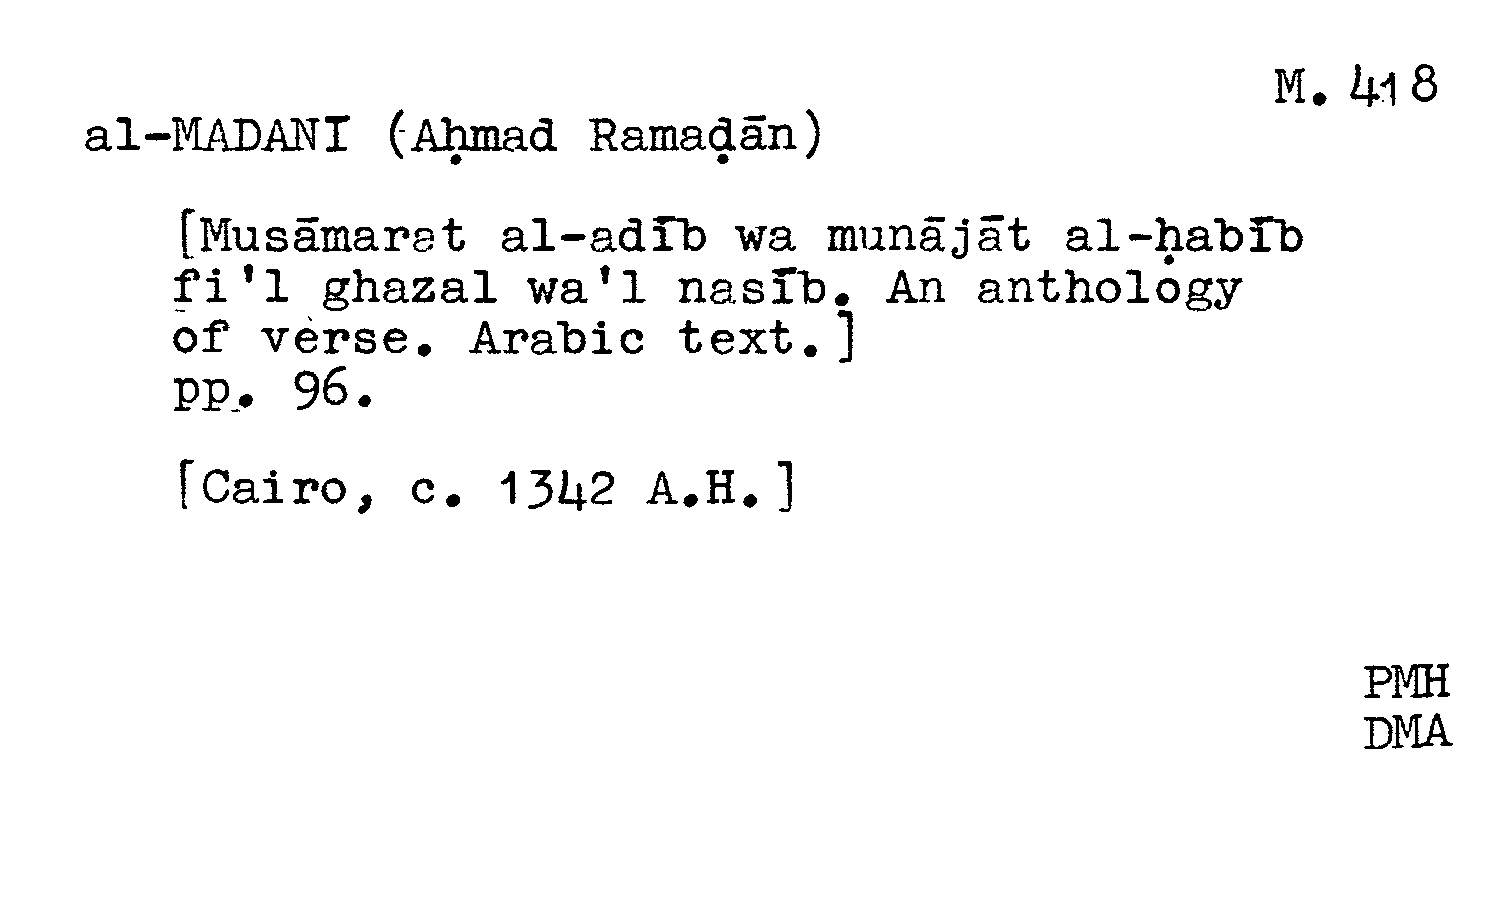 M. 418
al-MADANI (Aḥmad Ramaḍān)
[Musāmarat al-adīb wa munājāt al-ḥabīb
fi'l ghazal wa'l nasīb. An anthology
of verse. Arabic text.]
pp. 96.
[Cairo, c. 1342 A.H.]
PMH
DMA